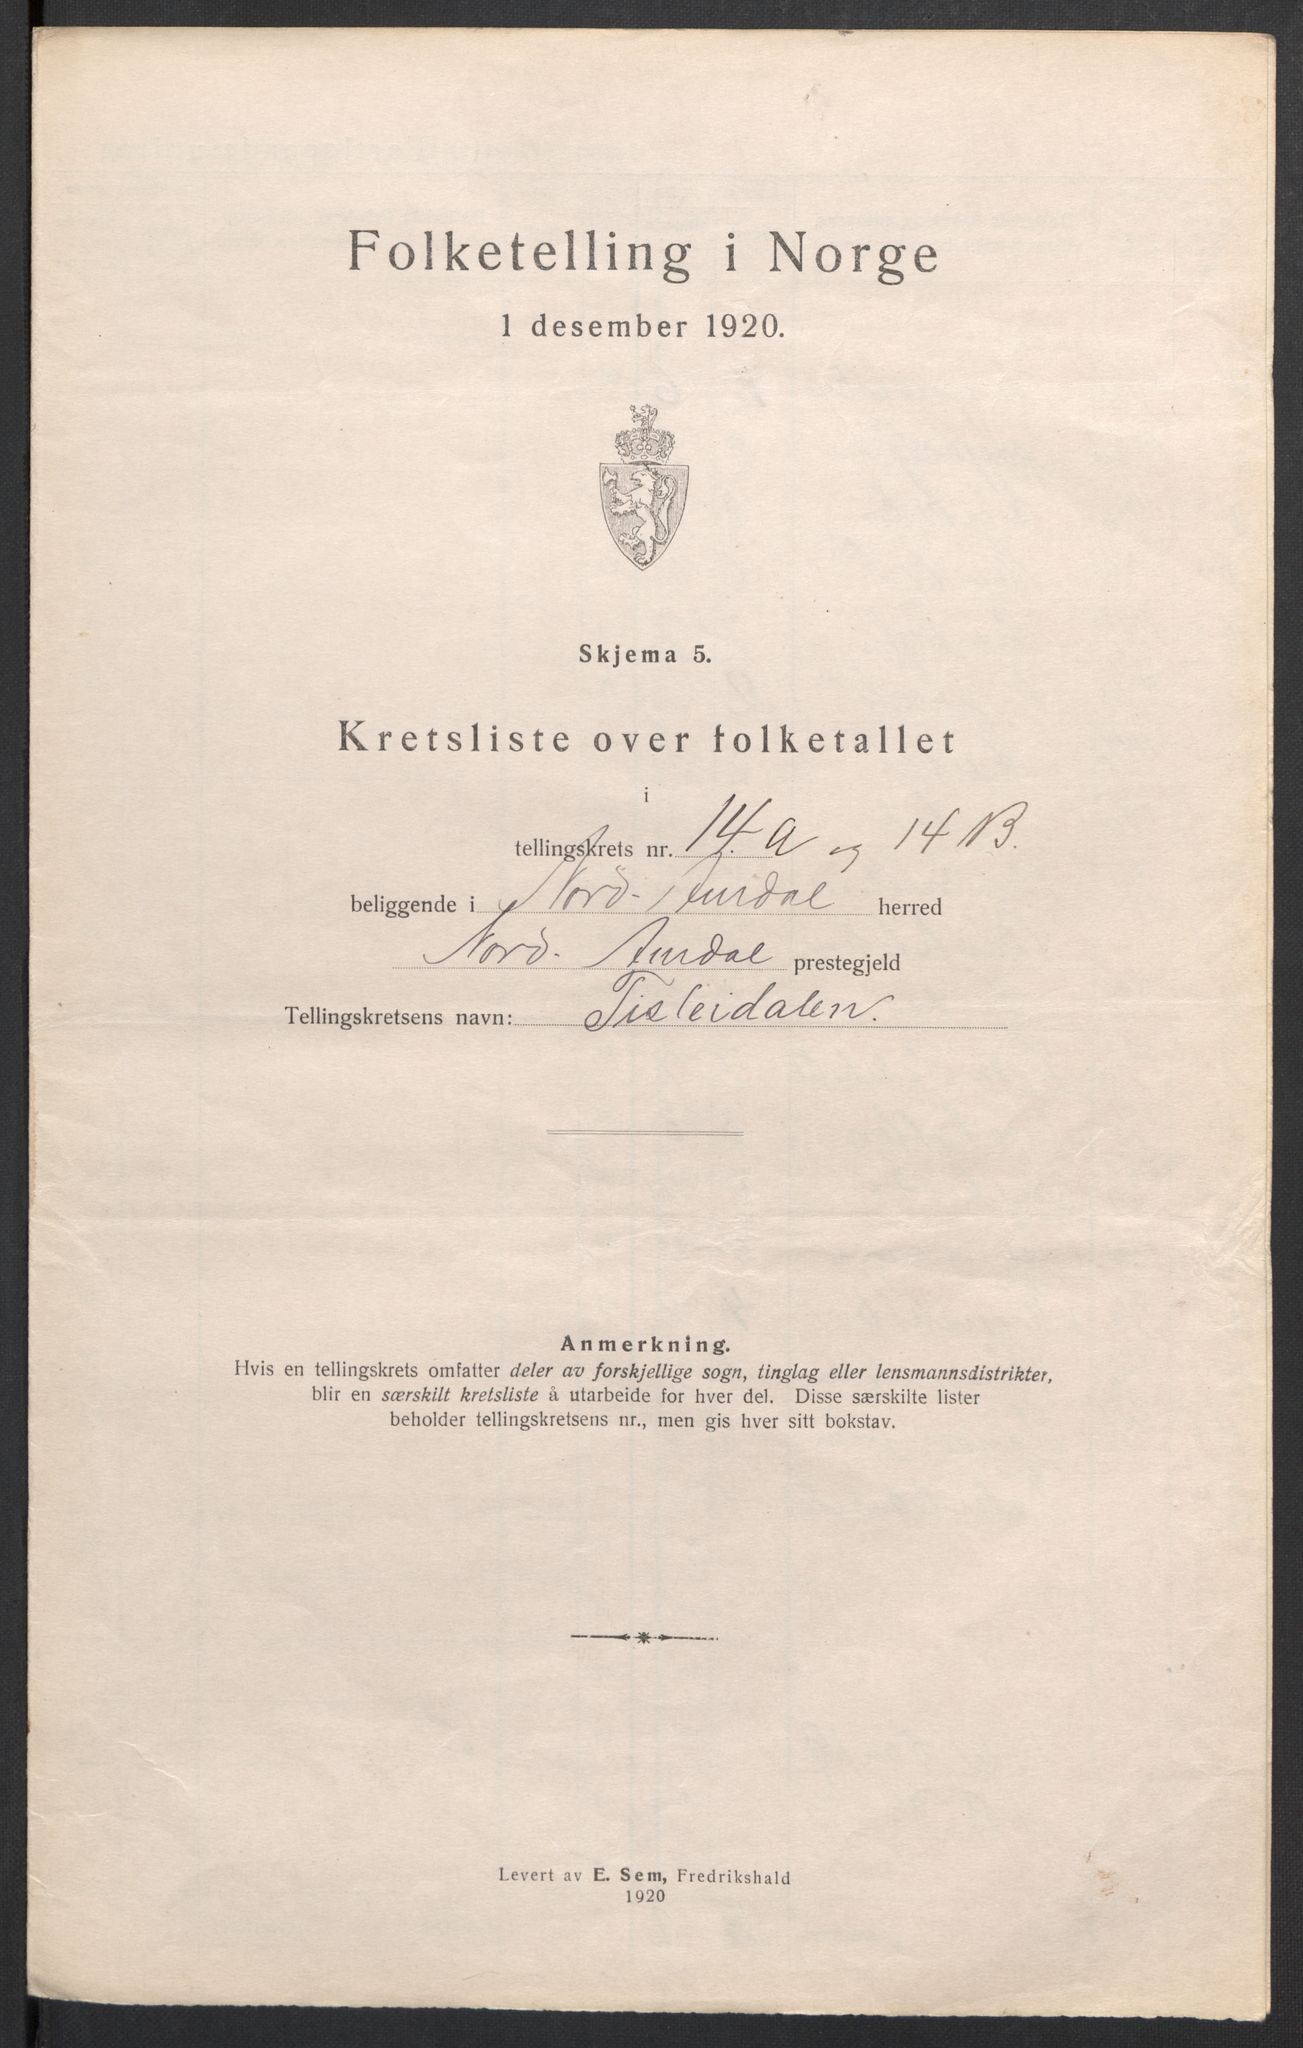 Folketelling i Norge
1 desember 1920.
Skjema 5.
Kretsliste over folketallet
i
tellingskrets nr. 14.a og 14 B.
beliggende i Nord-Aurdal herred
Nord-Aurdal prestegjeld
Tellingskretsens navn: Tisleidalen.
Anmerkning.
Hvis en tellingskrets omfatter deler av forskjellige sogn, tinglag eller lensmannsdistrikter,
blir en særskilt kretsliste å utarbeide for hver del. Disse særskilte lister
beholder tellingskretsens nr., men gis hver sitt bokstav.
Levert av E. Sem, Fredrikshald
1920